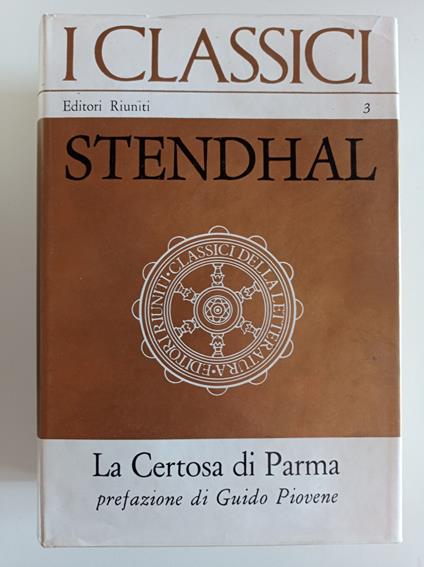 I CLASSICI
Editori Riuniti 3
STENDHAL
EDITORI RIUNITI · CLASSICI DELLA LETTERATURA ·
La Certosa di Parma
prefazione di Guido Piovene